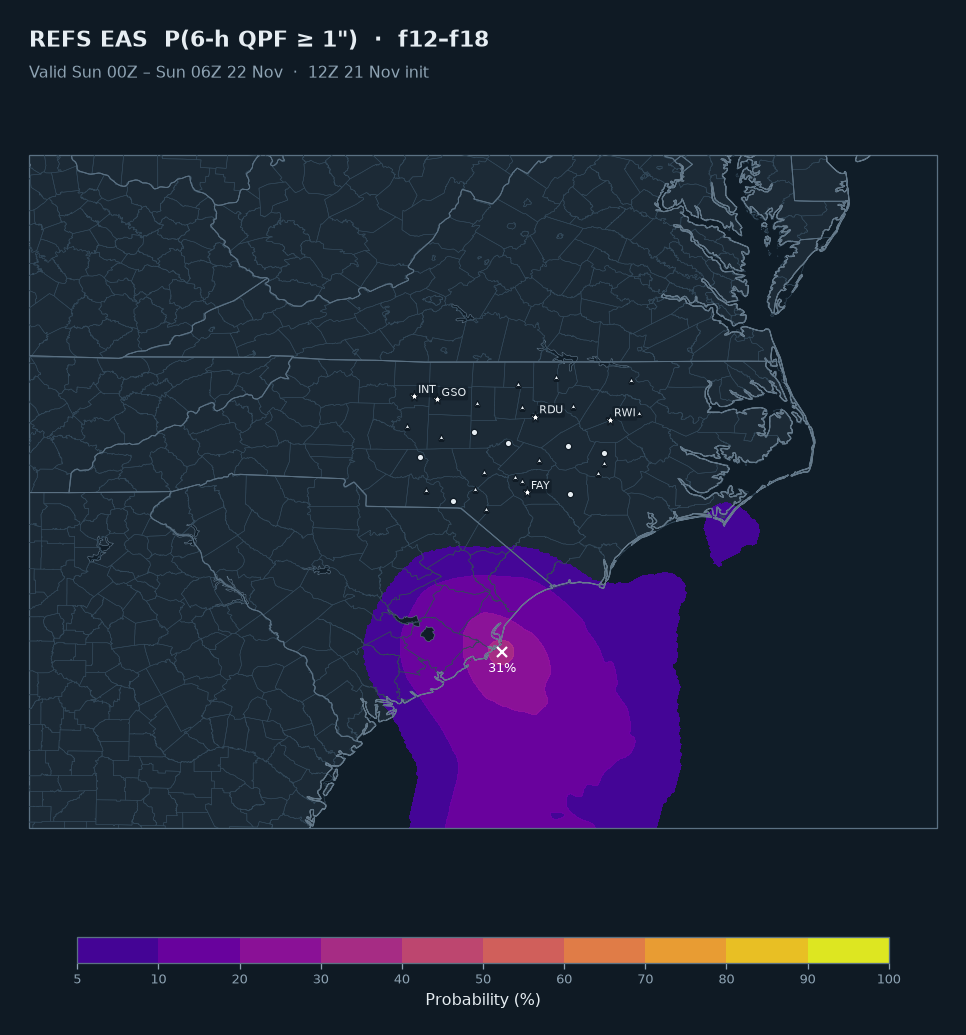 REFS EAS  P(6-h QPF ≥ 1")  ·  f12–f18
Valid Sun 00Z – Sun 06Z 22 Nov  ·  12Z 21 Nov init
INT GSO
RDU RWI
FAY
31%
5 10 20 30 40 50 60 70 80 90 100
Probability (%)